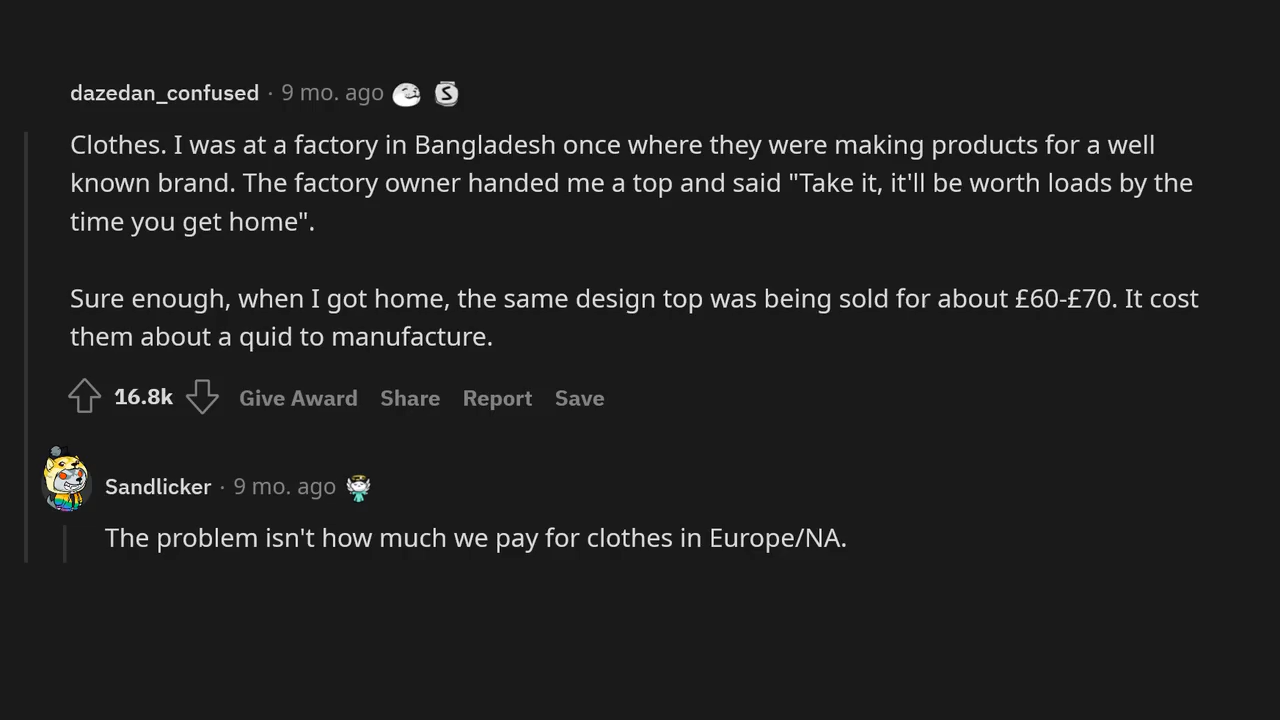 dazedan_confused · 9 mo. ago
Clothes. I was at a factory in Bangladesh once where they were making products for a well
known brand. The factory owner handed me a top and said "Take it, it'll be worth loads by the
time you get home".
Sure enough, when I got home, the same design top was being sold for about £60-£70. It cost
them about a quid to manufacture.
16.8k Give Award Share Report Save
Sandlicker · 9 mo. ago
The problem isn't how much we pay for clothes in Europe/NA.